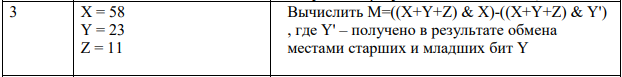 3
X = 58
Y = 23
Z = 11
Вычислить M=((X+Y+Z) & X)-((X+Y+Z) & Y')
, где Y' – получено в результате обмена
местами старших и младших бит Y